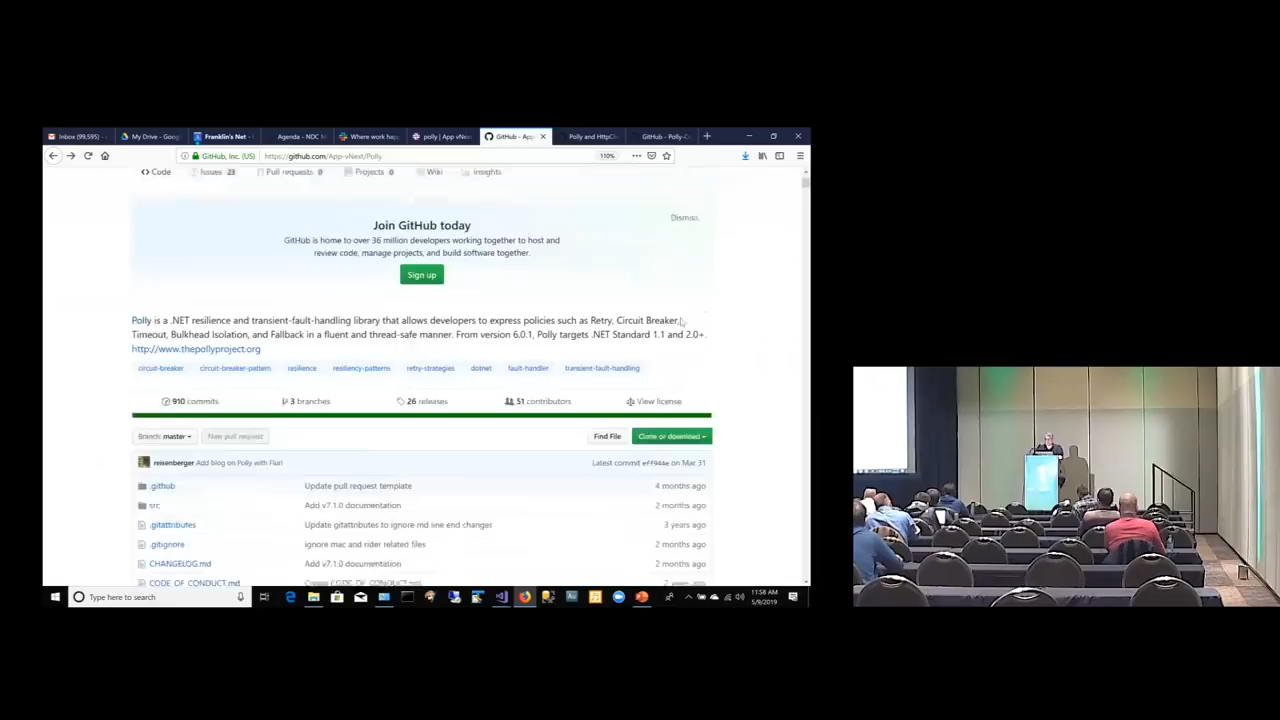 Inbox (99,595)
My Drive - Goog
Franklin's Net -
Agenda - NDC M
Where work hap
polly | App vNex
GitHub - App
Polly and HttpCli
GitHub - Polly-C
GitHub, Inc. (US)
https://github.com/App-vNext/Polly
110%
Code
Issues 23
Pull requests 0
Projects 0
Wiki
Insights
Join GitHub today
Dismiss
GitHub is home to over 36 million developers working together to host and
review code, manage projects, and build software together.
Sign up
Polly is a .NET resilience and transient-fault-handling library that allows developers to express policies such as Retry, Circuit Breaker,
Timeout, Bulkhead Isolation, and Fallback in a fluent and thread-safe manner. From version 6.0.1, Polly targets .NET Standard 1.1 and 2.0+.
http://www.thepollyproject.org
circuit-breaker
circuit-breaker-pattern
resilience
resiliency-patterns
retry-strategies
dotnet
fault-handler
transient-fault-handling
910 commits
3 branches
26 releases
51 contributors
View license
Branch: master
New pull request
Find File
Clone or download
reisenberger Add blog on Polly with Fluri
Latest commit eff944e on Mar 31
.github
Update pull request template
4 months ago
src
Add v7.1.0 documentation
2 months ago
.gitattributes
Update gitattributes to ignore md line end changes
3 years ago
.gitignore
ignore mac and rider related files
2 months ago
CHANGELOG.md
Add v7.1.0 documentation
2 months ago
CODE_OF_CONDUCT.md
Type here to search
11:58 AM
5/9/2019